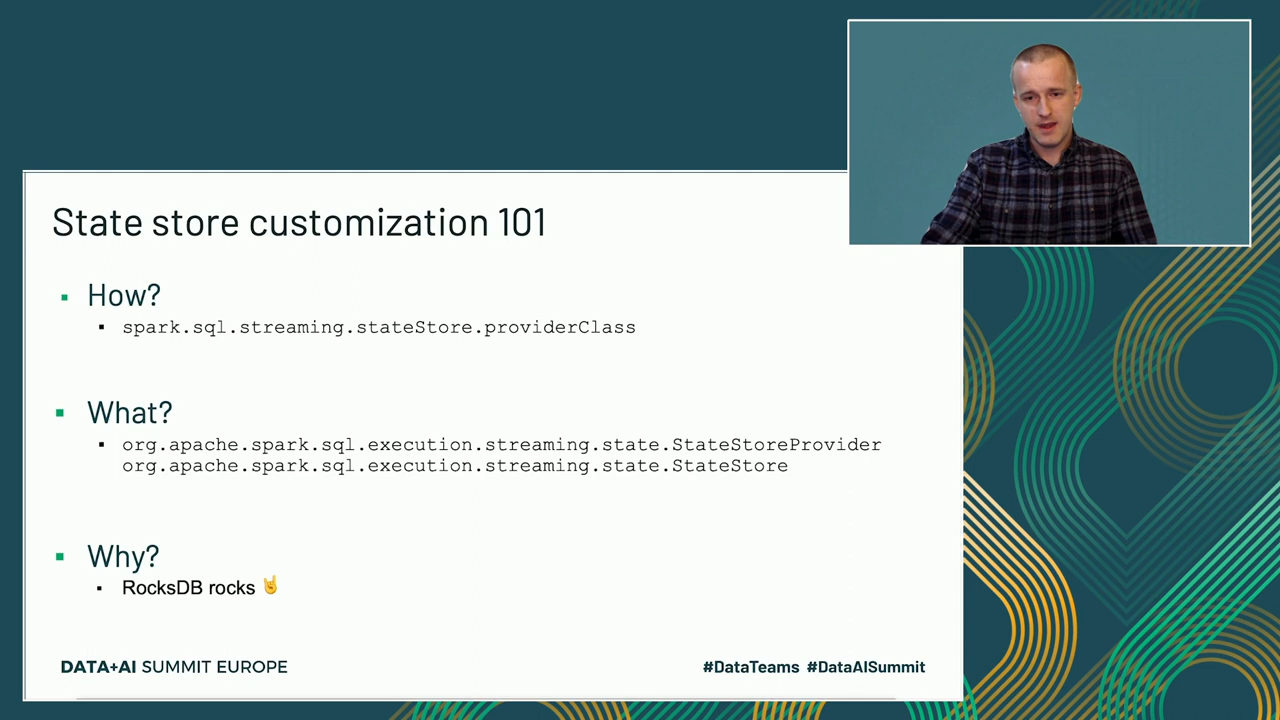 State store customization 101
How?
spark.sql.streaming.stateStore.providerClass
What?
org.apache.spark.sql.execution.streaming.state.StateStoreProvider
org.apache.spark.sql.execution.streaming.state.StateStore
Why?
RocksDB rocks 🤘
DATA+AI SUMMIT EUROPE
#DataTeams #DataAISummit